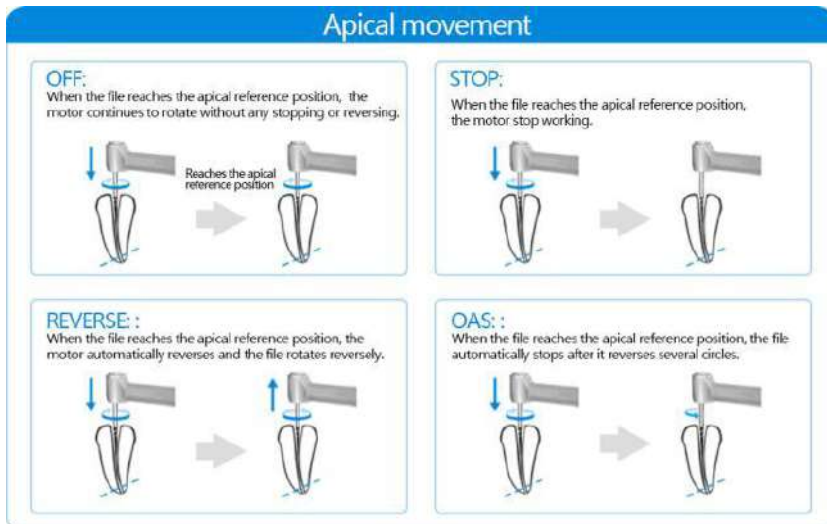 Apical movement
OFF:
When the file reaches the apical reference position, the
motor continues to rotate without any stopping or reversing.
Reaches the apical
reference position
STOP:
When the file reaches the apical reference position,
the motor stop working.
REVERSE: :
When the file reaches the apical reference position, the
motor automatically reverses and the file rotates reversely.
OAS: :
When the file reaches the apical reference position, the file
automatically stops after it reverses several circles.